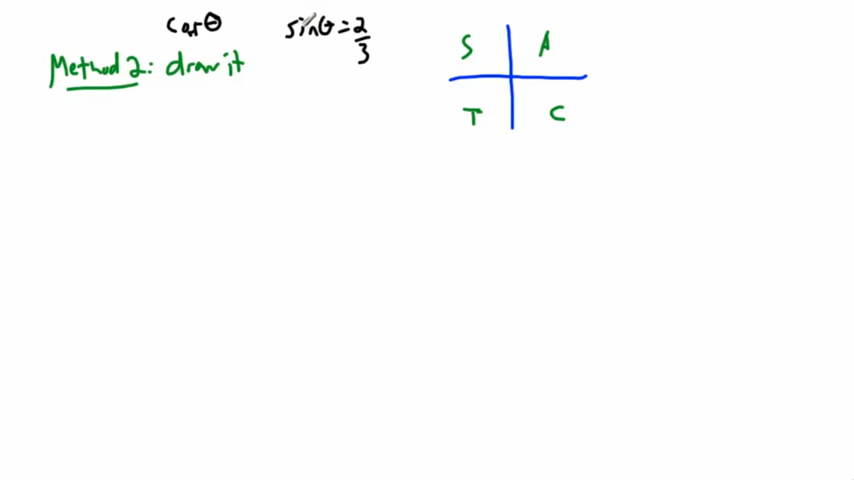 cosθ sinθ = 2/3
Method 2: draw it
S A
T C